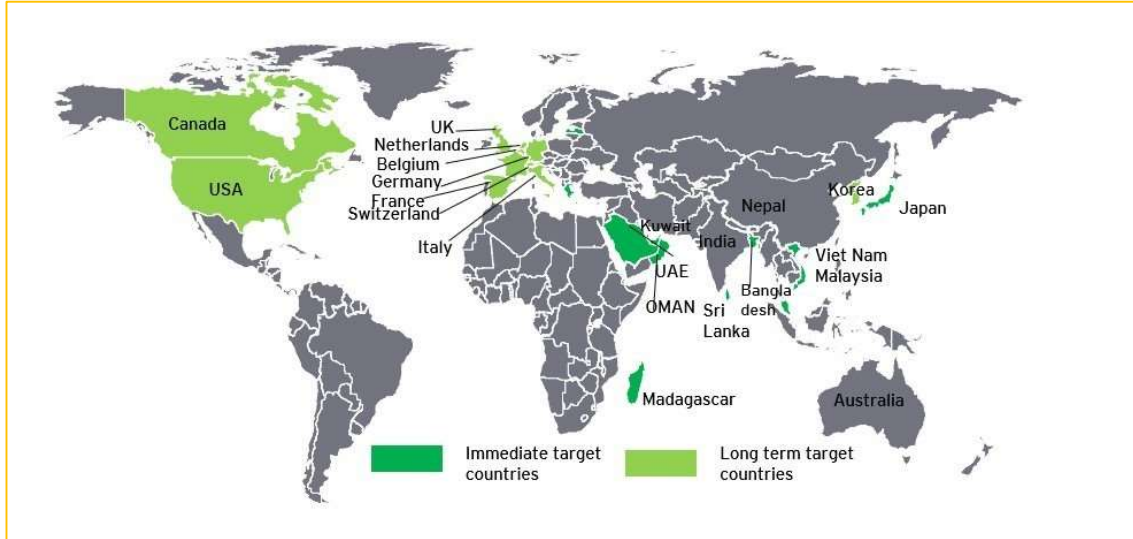 Canada
USA
UK
Netherlands
Belgium
Germany
France
Switzerland
Italy
Korea
Japan
Nepal
Kuwait
India
UAE
OMAN
Sri
Lanka
Bangla
desh
Viet Nam
Malaysia
Madagascar
Australia
Immediate target
countries
Long term target
countries